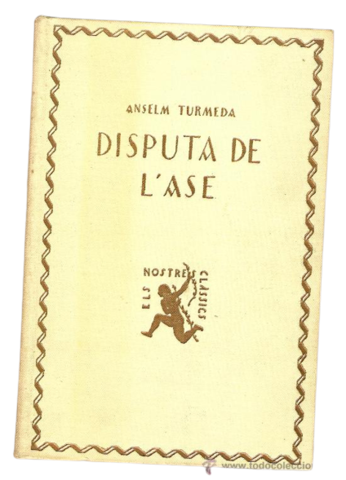 ANSELM TURMEDA
DISPUTA DE
L'ASE
ELS NOSTRES CLÀSSICS
www.todocoleccion